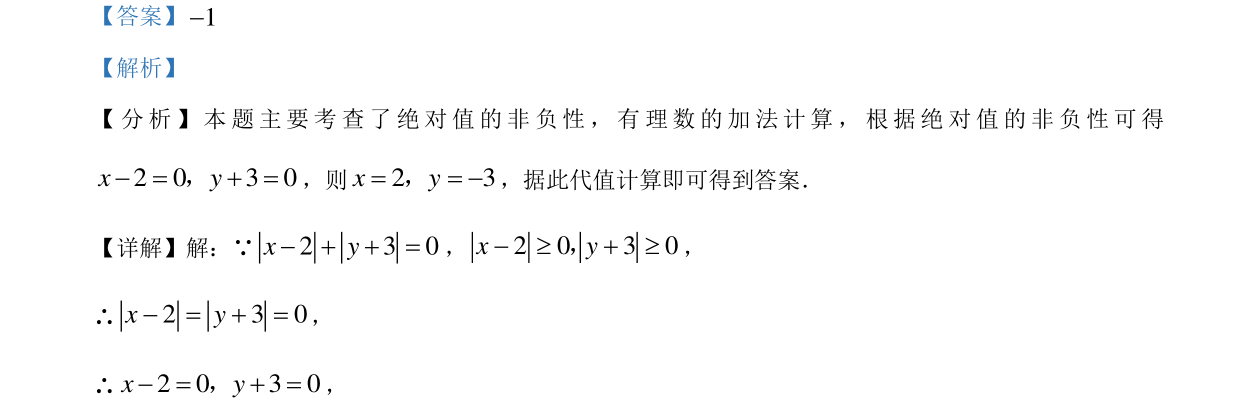 【答案】−1
【解析】
【分析】本题主要考查了绝对值的非负性，有理数的加法计算，根据绝对值的非负性可得
x−2=0，y+3=0，则x=2，y=−3，据此代值计算即可得到答案．
【详解】解：∵|x−2|+|y+3|=0，|x−2|≥0,|y+3|≥0，
∴|x−2|=|y+3|=0，
∴x−2=0，y+3=0，